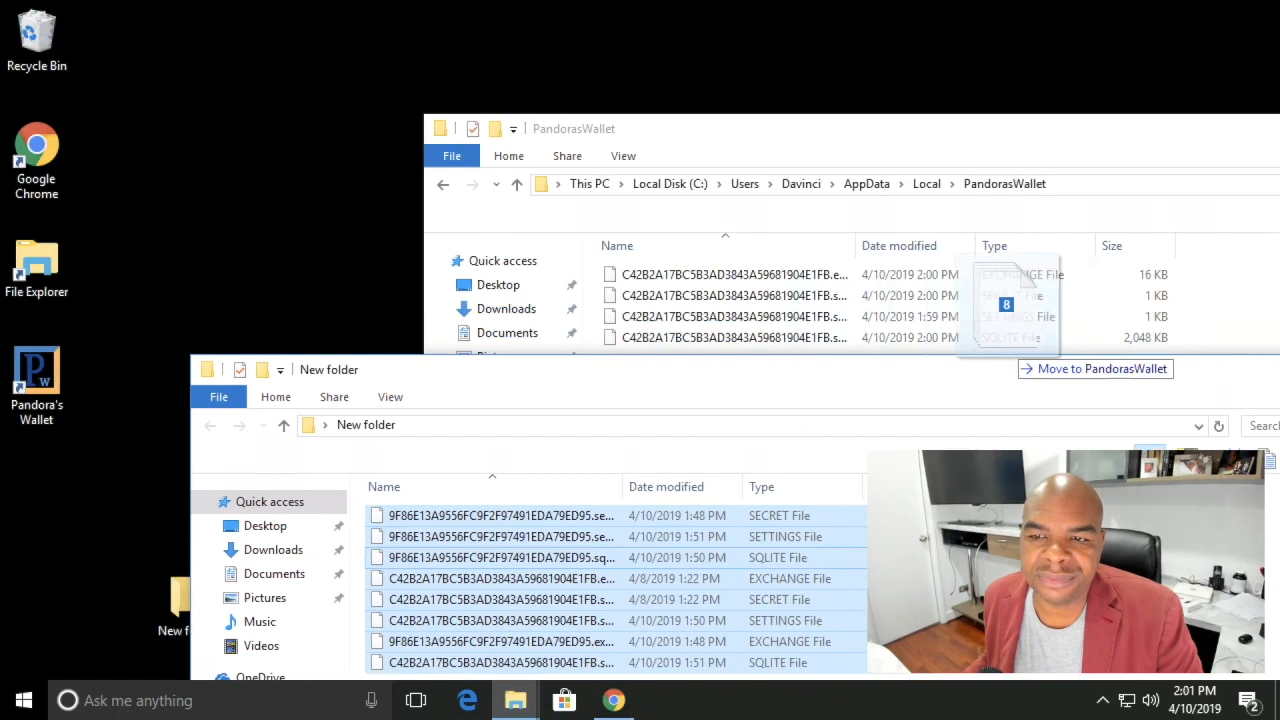 Recycle Bin
Google
Chrome
File Explorer
Pandora's
Wallet
PandorasWallet
File Home Share View
This PC Local Disk (C:) Users Davinci AppData Local PandorasWallet
Name Date modified Type Size
Quick access
Desktop
Downloads
Documents
C42B2A17BC5B3AD3843A59681904E1FB.e... 4/10/2019 2:00 PM EXCHANGE File 16 KB
C42B2A17BC5B3AD3843A59681904E1FB.s... 4/10/2019 2:00 PM SECRET File 1 KB
C42B2A17BC5B3AD3843A59681904E1FB.s... 4/10/2019 1:59 PM SETTINGS File 1 KB
C42B2A17BC5B3AD3843A59681904E1FB.s... 4/10/2019 2:00 PM SQLITE File 2,048 KB
8
Move to PandorasWallet
New folder
File Home Share View
New folder
Search
Name Date modified Type
Quick access
Desktop
Downloads
Documents
Pictures
Music
Videos
OneDrive
9F86E13A9556FC9F2F97491EDA79ED95.se... 4/10/2019 1:48 PM SECRET File
9F86E13A9556FC9F2F97491EDA79ED95.se... 4/10/2019 1:51 PM SETTINGS File
9F86E13A9556FC9F2F97491EDA79ED95.sq... 4/10/2019 1:50 PM SQLITE File
C42B2A17BC5B3AD3843A59681904E1FB.e... 4/8/2019 1:22 PM EXCHANGE File
C42B2A17BC5B3AD3843A59681904E1FB.s... 4/8/2019 1:22 PM SECRET File
C42B2A17BC5B3AD3843A59681904E1FB.s... 4/10/2019 1:50 PM SETTINGS File
9F86E13A9556FC9F2F97491EDA79ED95.ex... 4/10/2019 1:48 PM EXCHANGE File
C42B2A17BC5B3AD3843A59681904E1FB.s... 4/10/2019 1:51 PM SQLITE File
New f
Ask me anything
2:01 PM
4/10/2019
2